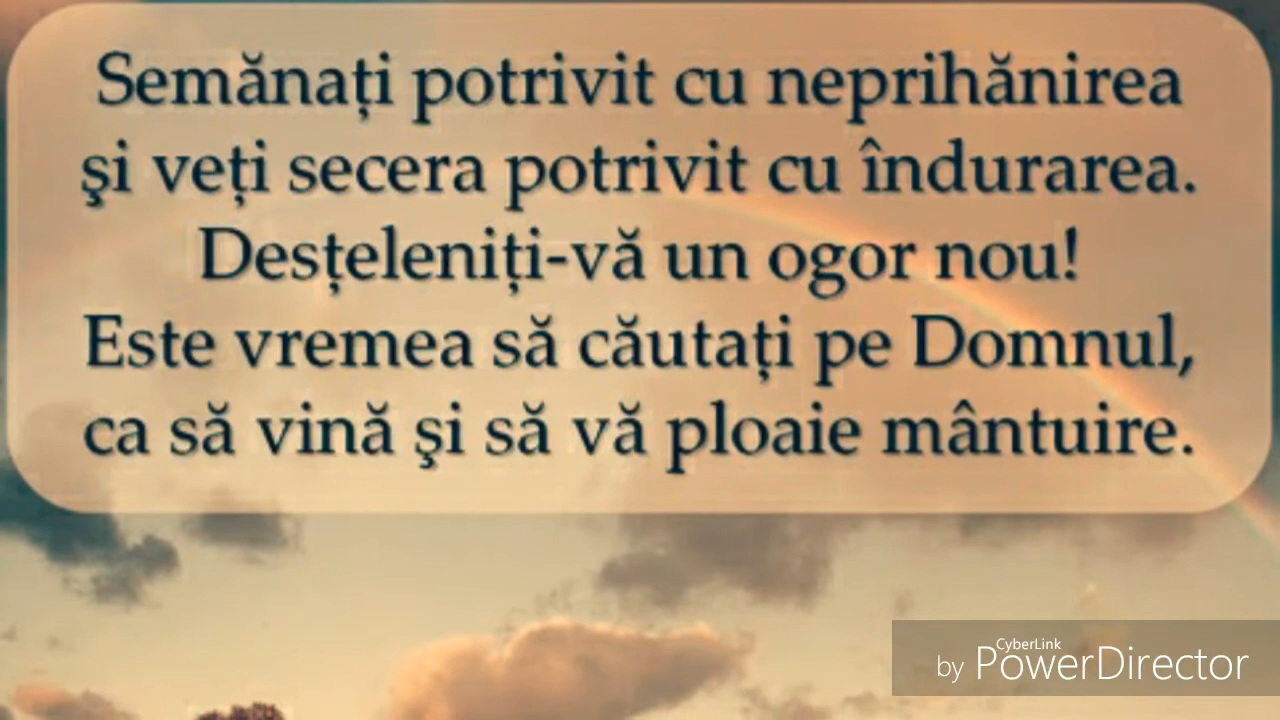 Semănați potrivit cu neprihănirea
şi veți secera potrivit cu îndurarea.
Desțeleniți-vă un ogor nou!
Este vremea să căutați pe Domnul,
ca să vină şi să vă ploaie mântuire.
CyberLink
by PowerDirector